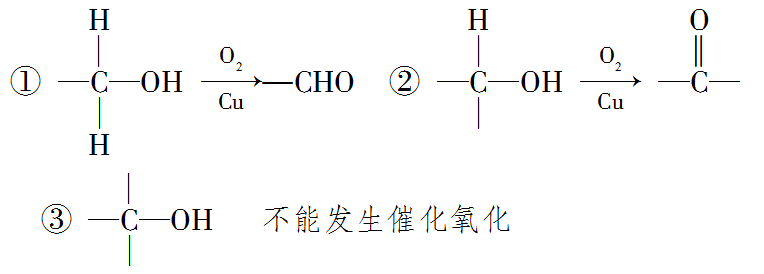 H H O
① —C—OH O₂ Cu —CHO ② —C—OH O₂ Cu —C—
H
③ —C—OH 不能发生催化氧化